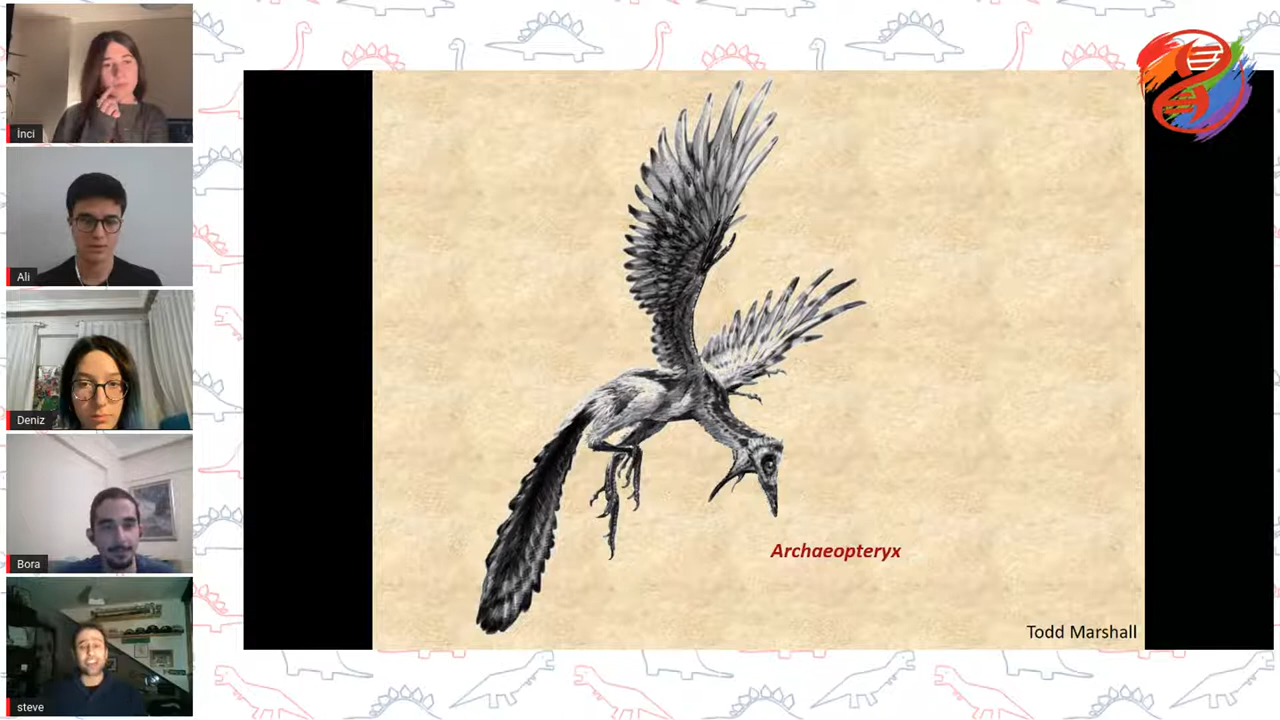 İnci
Ali
Deniz
Bora
steve
Archaeopteryx
Todd Marshall